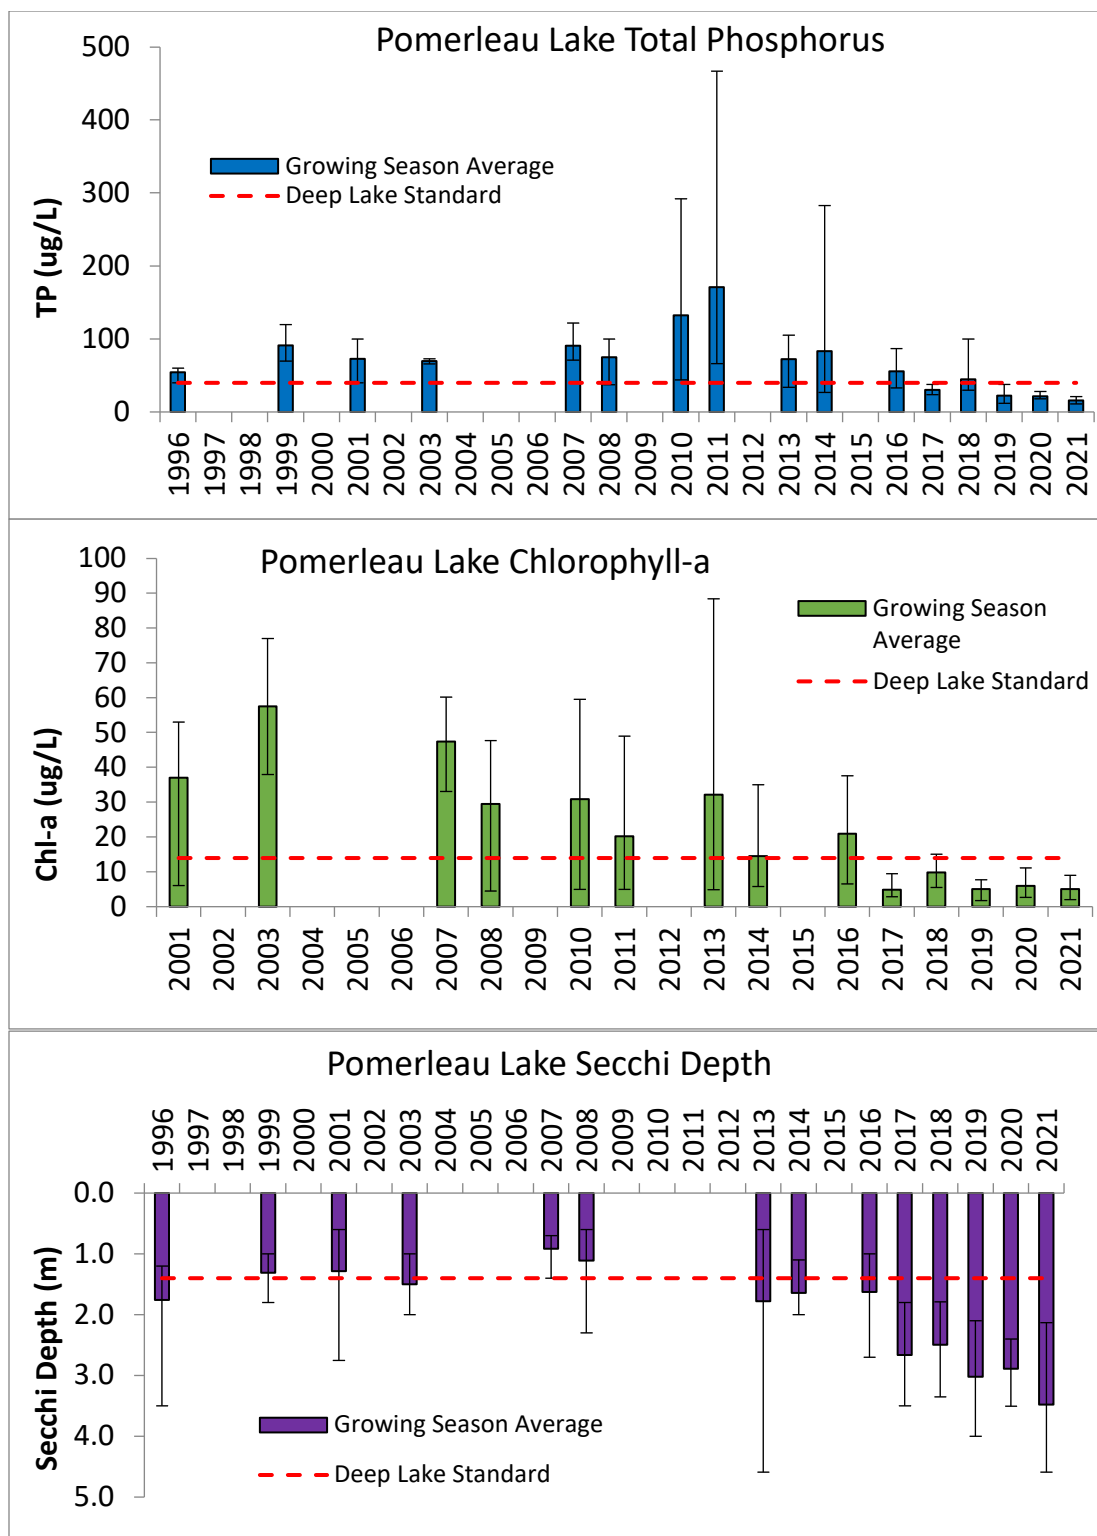 Pomerleau Lake Total Phosphorus
500
400
300
200
100
0
TP (ug/L)
Growing Season Average
Deep Lake Standard
1996 1997 1998 1999 2000 2001 2002 2003 2004 2005 2006 2007 2008 2009 2010 2011 2012 2013 2014 2015 2016 2017 2018 2019 2020 2021
Pomerleau Lake Chlorophyll-a
100
90
80
70
60
50
40
30
20
10
0
Chl-a (ug/L)
Growing Season
Average
Deep Lake Standard
2001 2002 2003 2004 2005 2006 2007 2008 2009 2010 2011 2012 2013 2014 2015 2016 2017 2018 2019 2020 2021
Pomerleau Lake Secchi Depth
1996 1997 1998 1999 2000 2001 2002 2003 2004 2005 2006 2007 2008 2009 2010 2011 2012 2013 2014 2015 2016 2017 2018 2019 2020 2021
0.0
1.0
2.0
3.0
4.0
5.0
Secchi Depth (m)
Growing Season Average
Deep Lake Standard